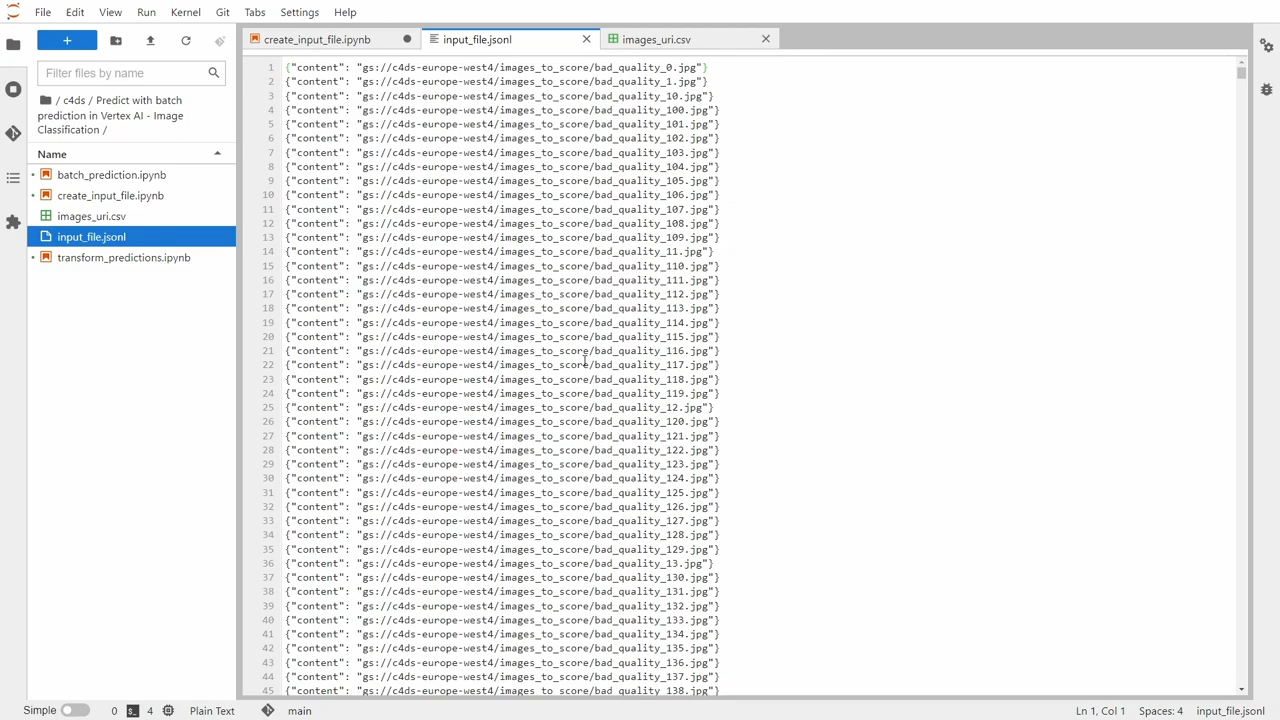 File Edit View Run Kernel Git Tabs Settings Help
+
Filter files by name
/ c4ds / Predict with batch
prediction in Vertex AI - Image
Classification /
Name
batch_prediction.ipynb
create_input_file.ipynb
images_uri.csv
input_file.jsonl
transform_predictions.ipynb
create_input_file.ipynb
input_file.jsonl
images_uri.csv
1 {"content": "gs://c4ds-europe-west4/images_to_score/bad_quality_0.jpg"}
2 {"content": "gs://c4ds-europe-west4/images_to_score/bad_quality_1.jpg"}
3 {"content": "gs://c4ds-europe-west4/images_to_score/bad_quality_10.jpg"}
4 {"content": "gs://c4ds-europe-west4/images_to_score/bad_quality_100.jpg"}
5 {"content": "gs://c4ds-europe-west4/images_to_score/bad_quality_101.jpg"}
6 {"content": "gs://c4ds-europe-west4/images_to_score/bad_quality_102.jpg"}
7 {"content": "gs://c4ds-europe-west4/images_to_score/bad_quality_103.jpg"}
8 {"content": "gs://c4ds-europe-west4/images_to_score/bad_quality_104.jpg"}
9 {"content": "gs://c4ds-europe-west4/images_to_score/bad_quality_105.jpg"}
10 {"content": "gs://c4ds-europe-west4/images_to_score/bad_quality_106.jpg"}
11 {"content": "gs://c4ds-europe-west4/images_to_score/bad_quality_107.jpg"}
12 {"content": "gs://c4ds-europe-west4/images_to_score/bad_quality_108.jpg"}
13 {"content": "gs://c4ds-europe-west4/images_to_score/bad_quality_109.jpg"}
14 {"content": "gs://c4ds-europe-west4/images_to_score/bad_quality_11.jpg"}
15 {"content": "gs://c4ds-europe-west4/images_to_score/bad_quality_110.jpg"}
16 {"content": "gs://c4ds-europe-west4/images_to_score/bad_quality_111.jpg"}
17 {"content": "gs://c4ds-europe-west4/images_to_score/bad_quality_112.jpg"}
18 {"content": "gs://c4ds-europe-west4/images_to_score/bad_quality_113.jpg"}
19 {"content": "gs://c4ds-europe-west4/images_to_score/bad_quality_114.jpg"}
20 {"content": "gs://c4ds-europe-west4/images_to_score/bad_quality_115.jpg"}
21 {"content": "gs://c4ds-europe-west4/images_to_score/bad_quality_116.jpg"}
22 {"content": "gs://c4ds-europe-west4/images_to_score/bad_quality_117.jpg"}
23 {"content": "gs://c4ds-europe-west4/images_to_score/bad_quality_118.jpg"}
24 {"content": "gs://c4ds-europe-west4/images_to_score/bad_quality_119.jpg"}
25 {"content": "gs://c4ds-europe-west4/images_to_score/bad_quality_12.jpg"}
26 {"content": "gs://c4ds-europe-west4/images_to_score/bad_quality_120.jpg"}
27 {"content": "gs://c4ds-europe-west4/images_to_score/bad_quality_121.jpg"}
28 {"content": "gs://c4ds-europe-west4/images_to_score/bad_quality_122.jpg"}
29 {"content": "gs://c4ds-europe-west4/images_to_score/bad_quality_123.jpg"}
30 {"content": "gs://c4ds-europe-west4/images_to_score/bad_quality_124.jpg"}
31 {"content": "gs://c4ds-europe-west4/images_to_score/bad_quality_125.jpg"}
32 {"content": "gs://c4ds-europe-west4/images_to_score/bad_quality_126.jpg"}
33 {"content": "gs://c4ds-europe-west4/images_to_score/bad_quality_127.jpg"}
34 {"content": "gs://c4ds-europe-west4/images_to_score/bad_quality_128.jpg"}
35 {"content": "gs://c4ds-europe-west4/images_to_score/bad_quality_129.jpg"}
36 {"content": "gs://c4ds-europe-west4/images_to_score/bad_quality_13.jpg"}
37 {"content": "gs://c4ds-europe-west4/images_to_score/bad_quality_130.jpg"}
38 {"content": "gs://c4ds-europe-west4/images_to_score/bad_quality_131.jpg"}
39 {"content": "gs://c4ds-europe-west4/images_to_score/bad_quality_132.jpg"}
40 {"content": "gs://c4ds-europe-west4/images_to_score/bad_quality_133.jpg"}
41 {"content": "gs://c4ds-europe-west4/images_to_score/bad_quality_134.jpg"}
42 {"content": "gs://c4ds-europe-west4/images_to_score/bad_quality_135.jpg"}
43 {"content": "gs://c4ds-europe-west4/images_to_score/bad_quality_136.jpg"}
44 {"content": "gs://c4ds-europe-west4/images_to_score/bad_quality_137.jpg"}
45 {"content": "gs://c4ds-europe-west4/images_to_score/bad_quality_138.jpg"}
Simple 0 4 Plain Text main Ln 1, Col 1 Spaces: 4 input_file.jsonl